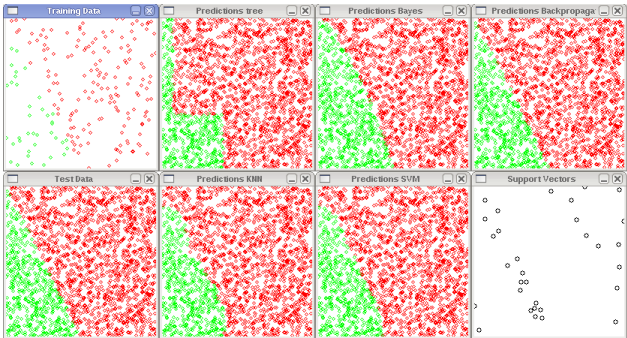 Training Data
Predictions tree
Predictions Bayes
Predictions Backpropaga
Test Data
Predictions KNN
Predictions SVM
Support Vectors